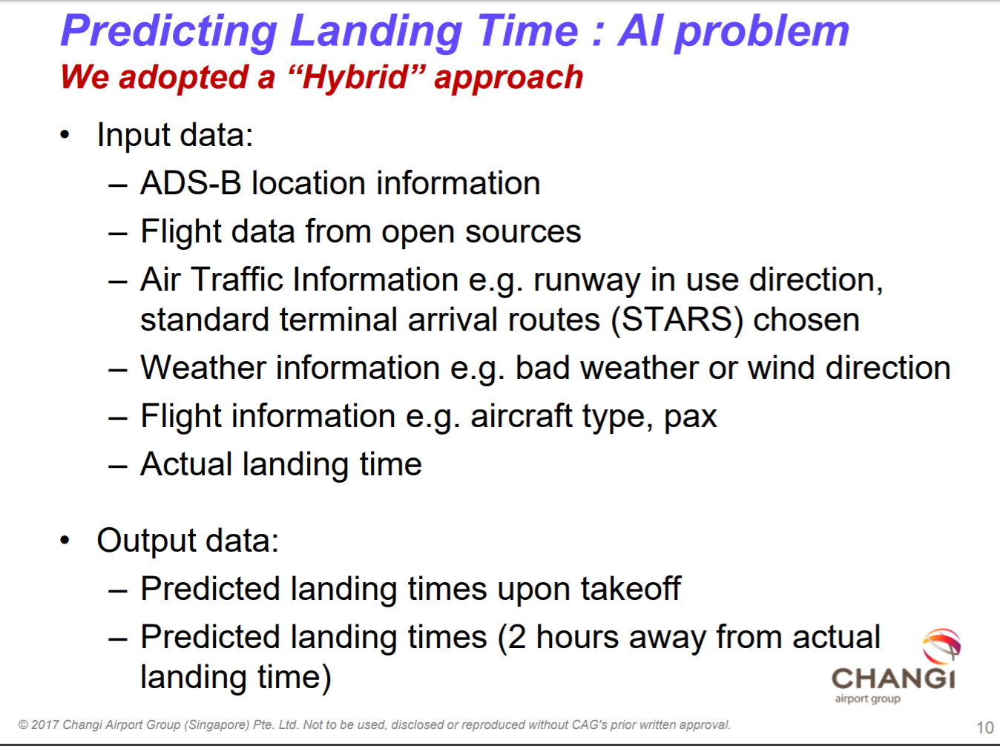 Predicting Landing Time : AI problem
We adopted a “Hybrid” approach
• Input data:
– ADS-B location information
– Flight data from open sources
– Air Traffic Information e.g. runway in use direction,
standard terminal arrival routes (STARS) chosen
– Weather information e.g. bad weather or wind direction
– Flight information e.g. aircraft type, pax
– Actual landing time
• Output data:
– Predicted landing times upon takeoff
– Predicted landing times (2 hours away from actual
landing time)
CHANGI
airport group
© 2017 Changi Airport Group (Singapore) Pte. Ltd. Not to be used, disclosed or reproduced without CAG's prior written approval.
10